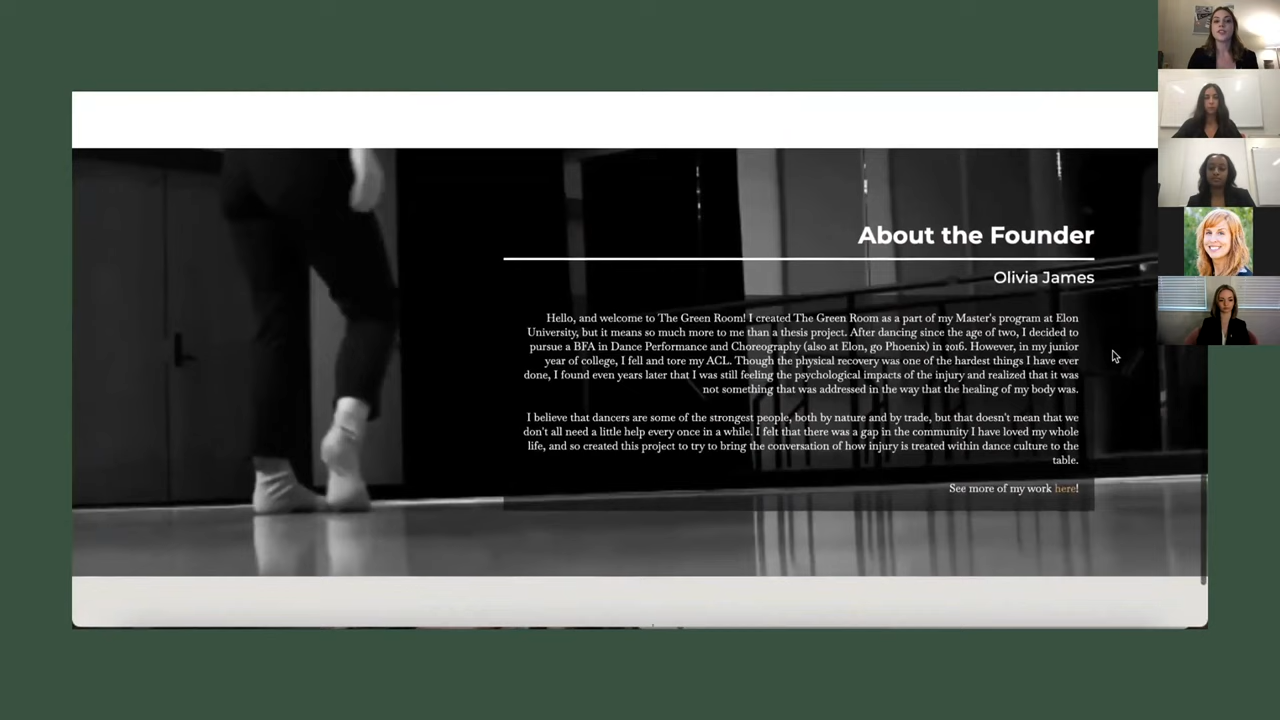 About the Founder
Olivia James
Hello, and welcome to The Green Room! I created The Green Room as a part of my Master's program at Elon
University, but it means so much more to me than a thesis project. After dancing since the age of two, I decided to
pursue a BFA in Dance Performance and Choreography (also at Elon, go Phoenix) in 2016. However, in my junior
year of college, I fell and tore my ACL. Though the physical recovery was one of the hardest things I have ever
done, I found even years later that I was still feeling the psychological impacts of the injury and realized that it was
not something that was addressed in the way that the healing of my body was.
I believe that dancers are some of the strongest people, both by nature and by trade, but that doesn't mean that we
don't all need a little help every once in a while. I felt that there was a gap in the community I have loved my whole
life, and so created this project to try to bring the conversation of how injury is treated within dance culture to the
table.
See more of my work here!